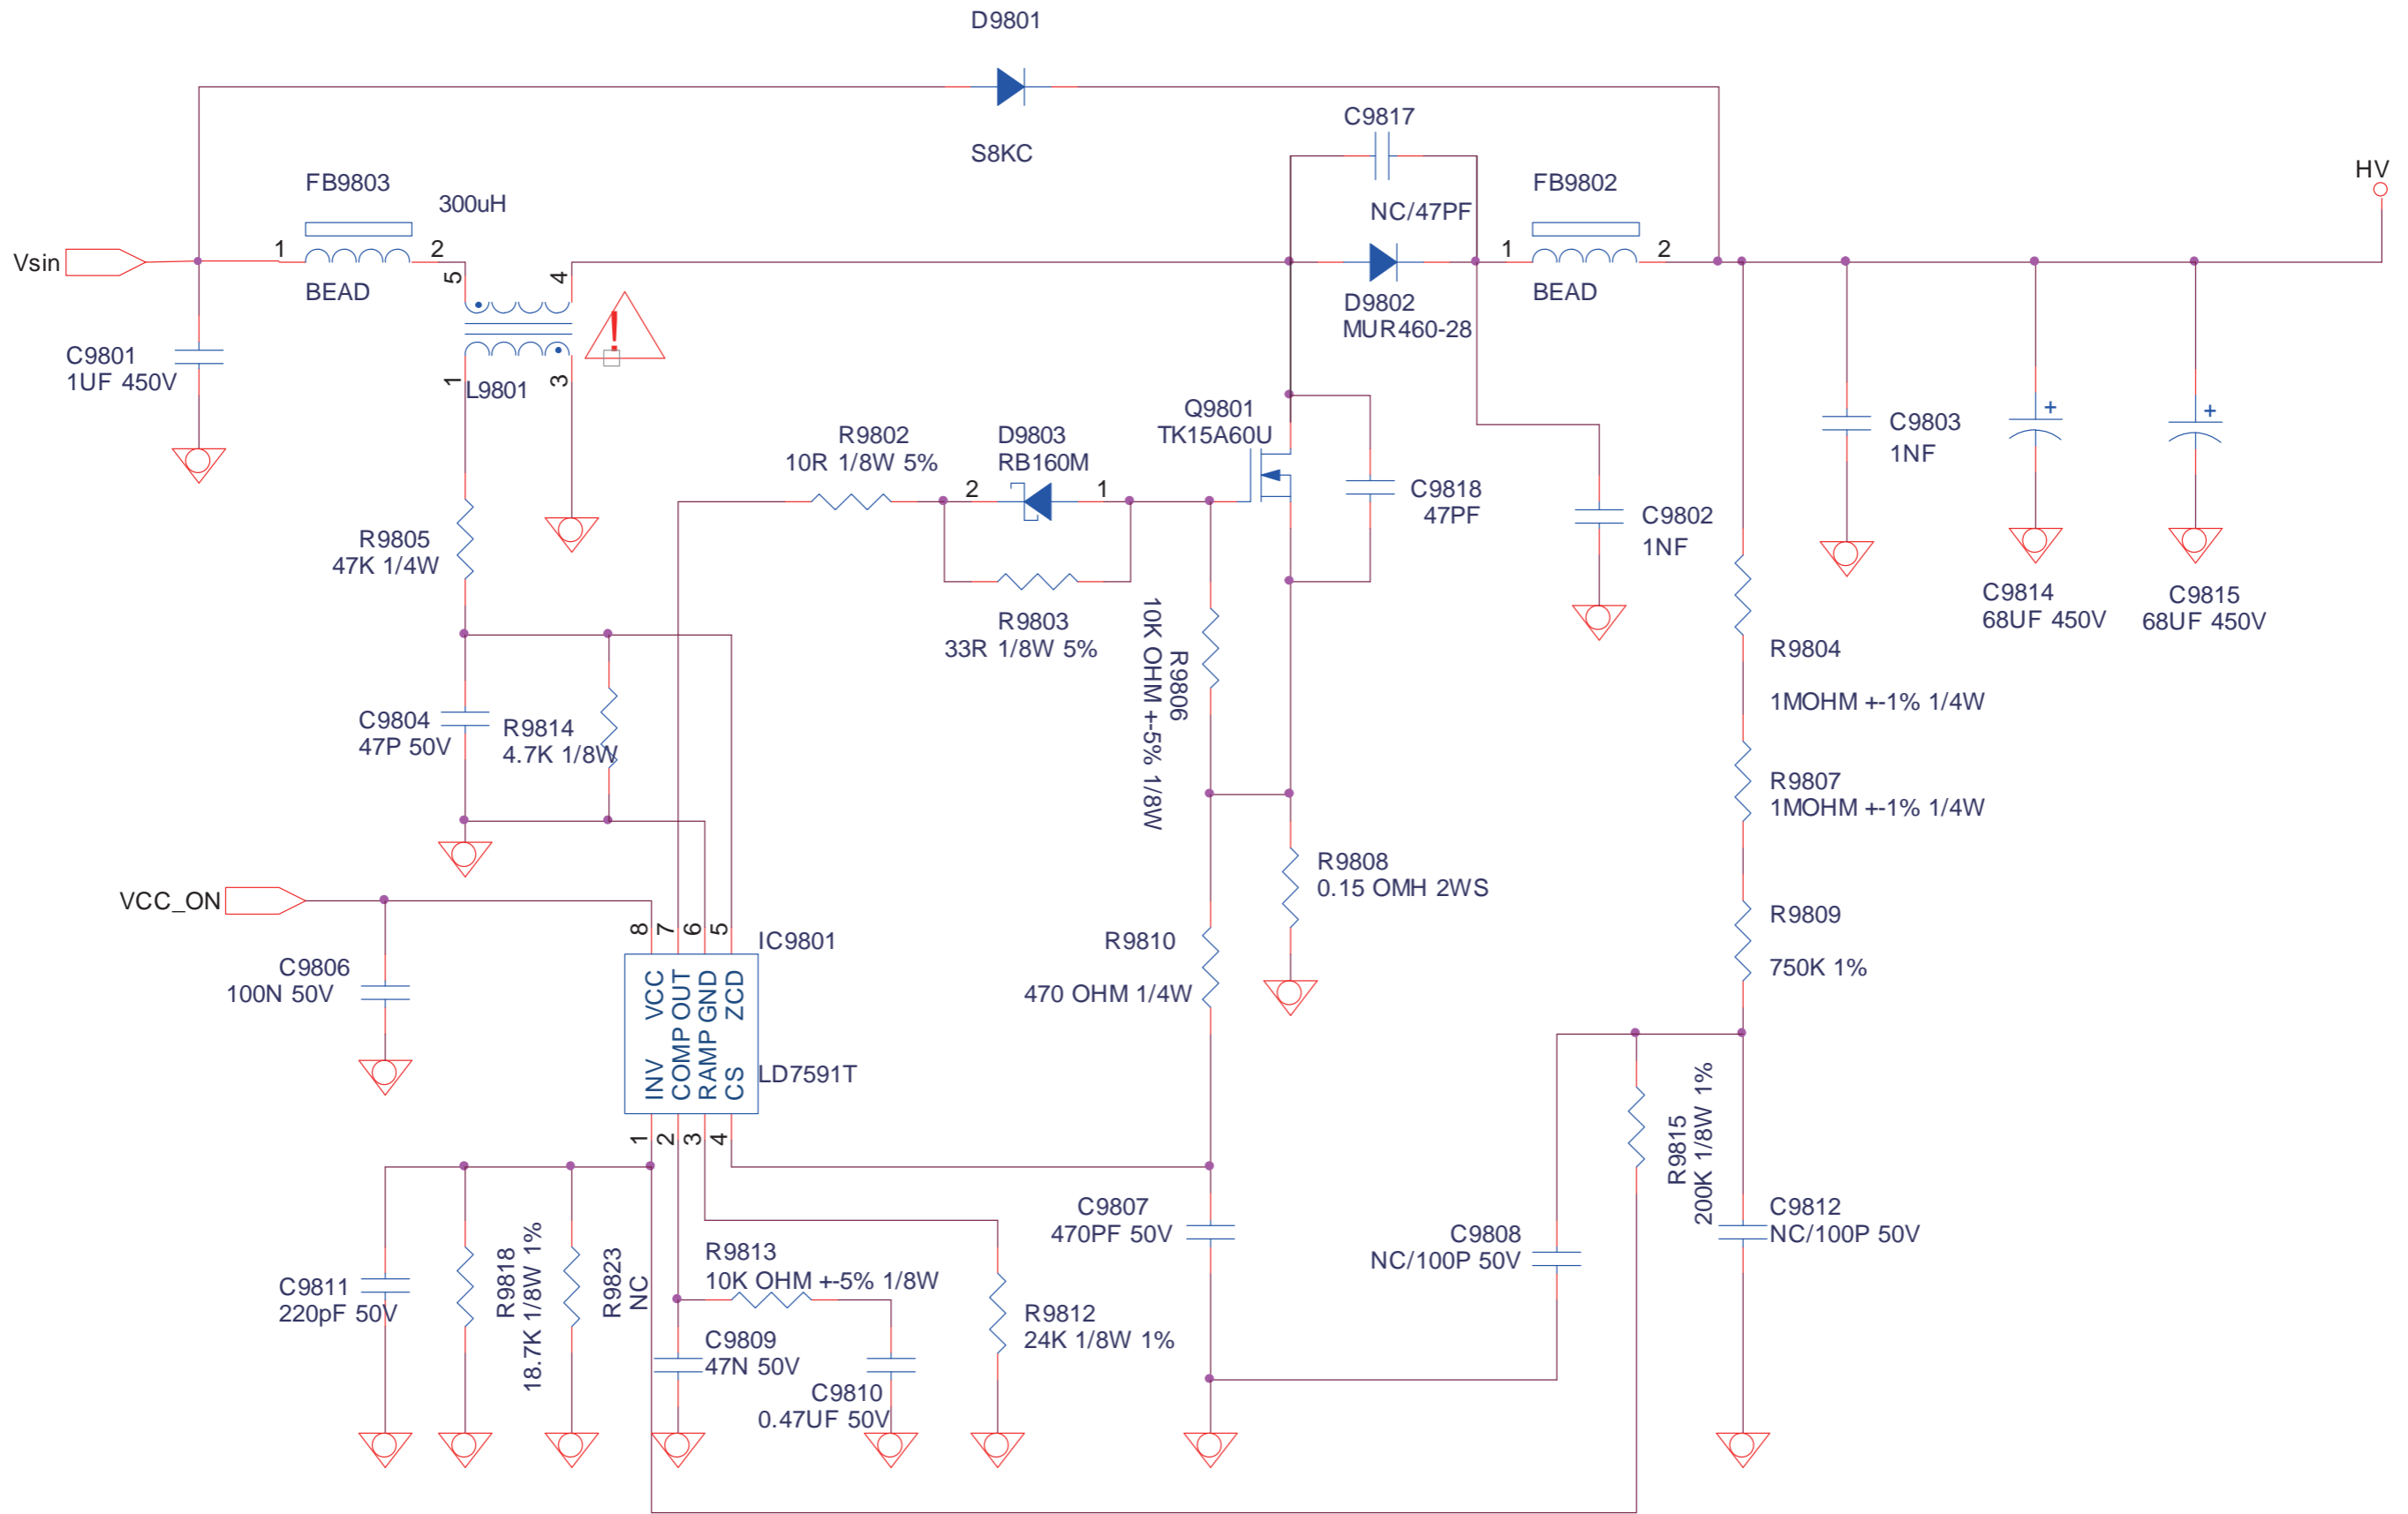 D9801
S8KC
C9817
NC/47PF
HV
FB9803
300uH
FB9802
Vsin
1
2
BEAD
5
4
!
D9802
MUR460-28
1
2
BEAD
C9801
1UF 450V
1
3
L9801
Q9801
TK15A60U
R9802
10R 1/8W 5%
D9803
RB160M
2
1
C9818
47PF
C9802
1NF
C9803
1NF
+
C9814
68UF 450V
+
C9815
68UF 450V
R9805
47K 1/4W
R9803
33R 1/8W 5%
R9806
10K OHM +-5% 1/8W
R9804
1MOHM +-1% 1/4W
C9804
47P 50V
R9814
4.7K 1/8W
R9807
1MOHM +-1% 1/4W
R9808
0.15 OMH 2WS
VCC_ON
R9809
750K 1%
8
7
6
5
IC9801
R9810
470 OHM 1/4W
C9806
100N 50V
INV VCC
COMP OUT
RAMP GND
CS ZCD
LD7591T
1
2
3
4
R9815
200K 1/8W 1%
C9807
470PF 50V
C9808
NC/100P 50V
C9812
NC/100P 50V
C9811
220pF 50V
R9818
18.7K 1/8W 1%
R9823
NC
R9813
10K OHM +-5% 1/8W
R9812
24K 1/8W 1%
C9809
47N 50V
C9810
0.47UF 50V